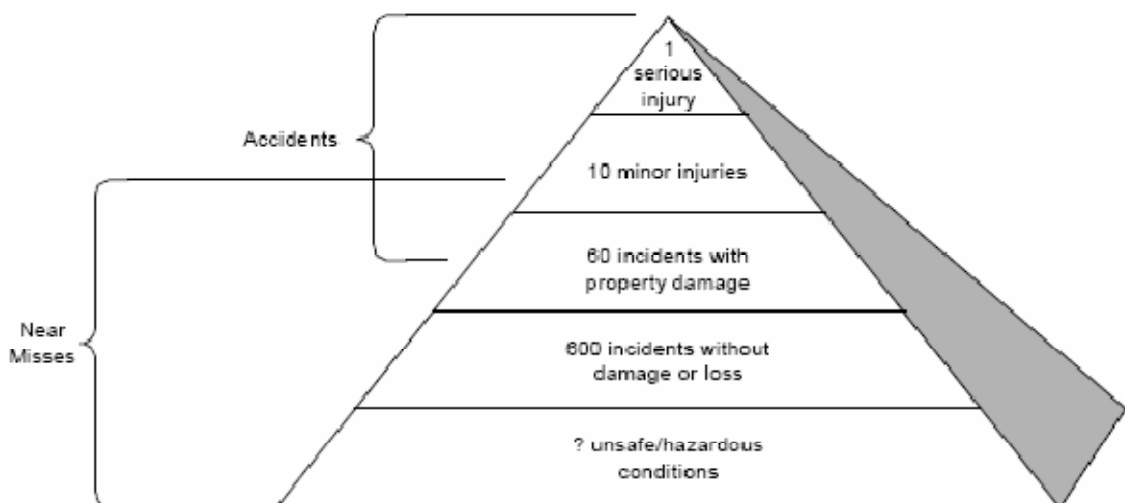 1
serious
injury
Accidents
10 minor injuries
60 incidents with
property damage
Near
Misses
600 incidents without
damage or loss
? unsafe/hazardous
conditions